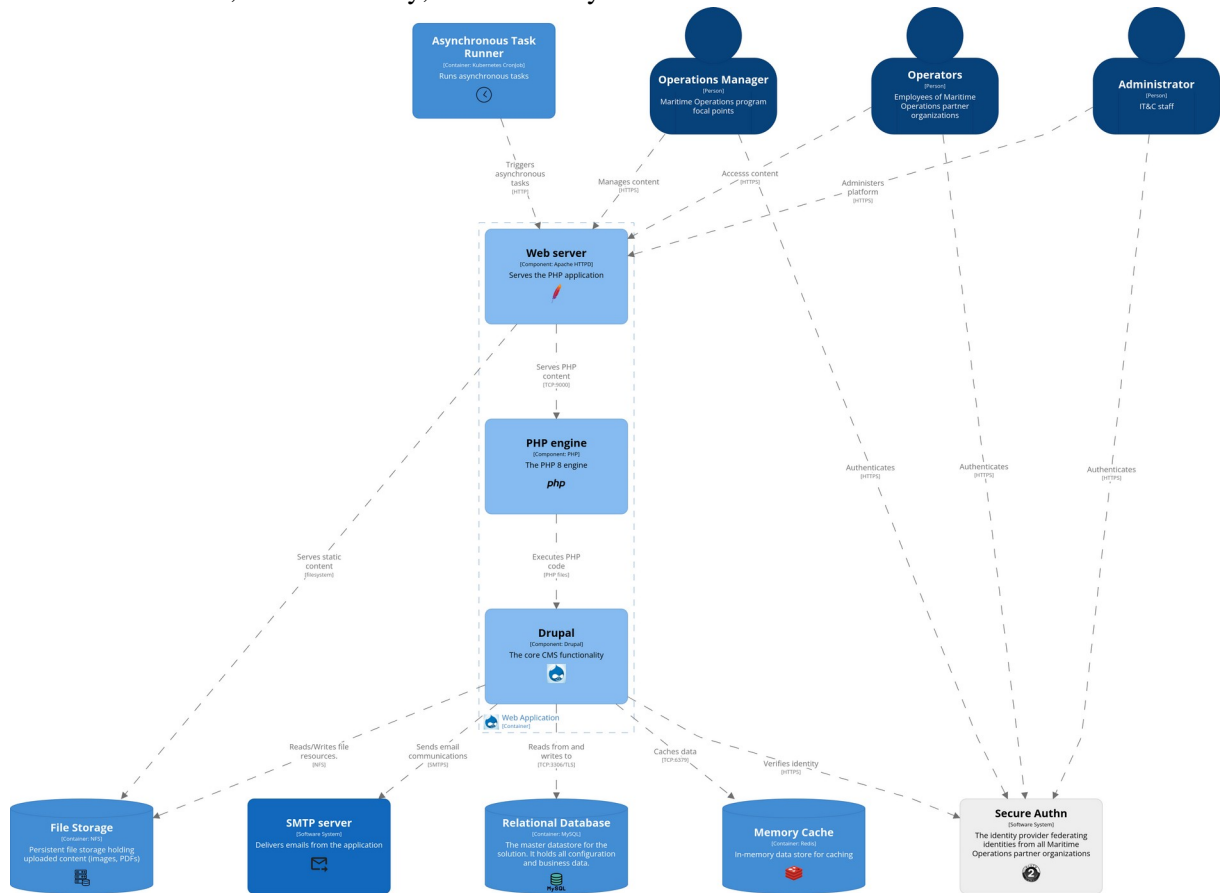 Asynchronous Task
Runner
[Container: Kubernetes Cronjob]
Runs asynchronous tasks
Operations Manager
[Person]
Maritime Operations program
focal points
Operators
[Person]
Employees of Maritime
Operations partner
organizations
Administrator
[Person]
IT&C staff
Triggers
asynchronous
tasks
[HTTP]
Manages content
[HTTPS]
Accesss content
[HTTPS]
Administers
platform
[HTTPS]
Web server
[Component: Apache HTTPD]
Serves the PHP application
Serves PHP
content
[TCP:9000]
PHP engine
[Component: PHP]
The PHP 8 engine
php
Authenticates
[HTTPS]
Authenticates
[HTTPS]
Authenticates
[HTTPS]
Serves static
content
[filesystem]
Executes PHP
code
[PHP files]
Drupal
[Component: Drupal]
The core CMS functionality
Web Application
[Container]
Reads/Writes file
resources.
[NFS]
Sends email
communications
[SMTPS]
Reads from and
writes to
[TCP:3306/TLS]
Caches data
[TCP:6379]
Verifies identity
[HTTPS]
File Storage
[Container: NFS]
Persistent file storage holding
uploaded content (images, PDFs)
SMTP server
[Software System]
Delivers emails from the application
Relational Database
[Container: MySQL]
The master datastore for the
solution. It holds all configuration
and business data.
MySQL
Memory Cache
[Container: Redis]
In-memory data store for caching
Secure Authn
[Software System]
The identity provider federating
identities from all Maritime
Operations partner organizations
2